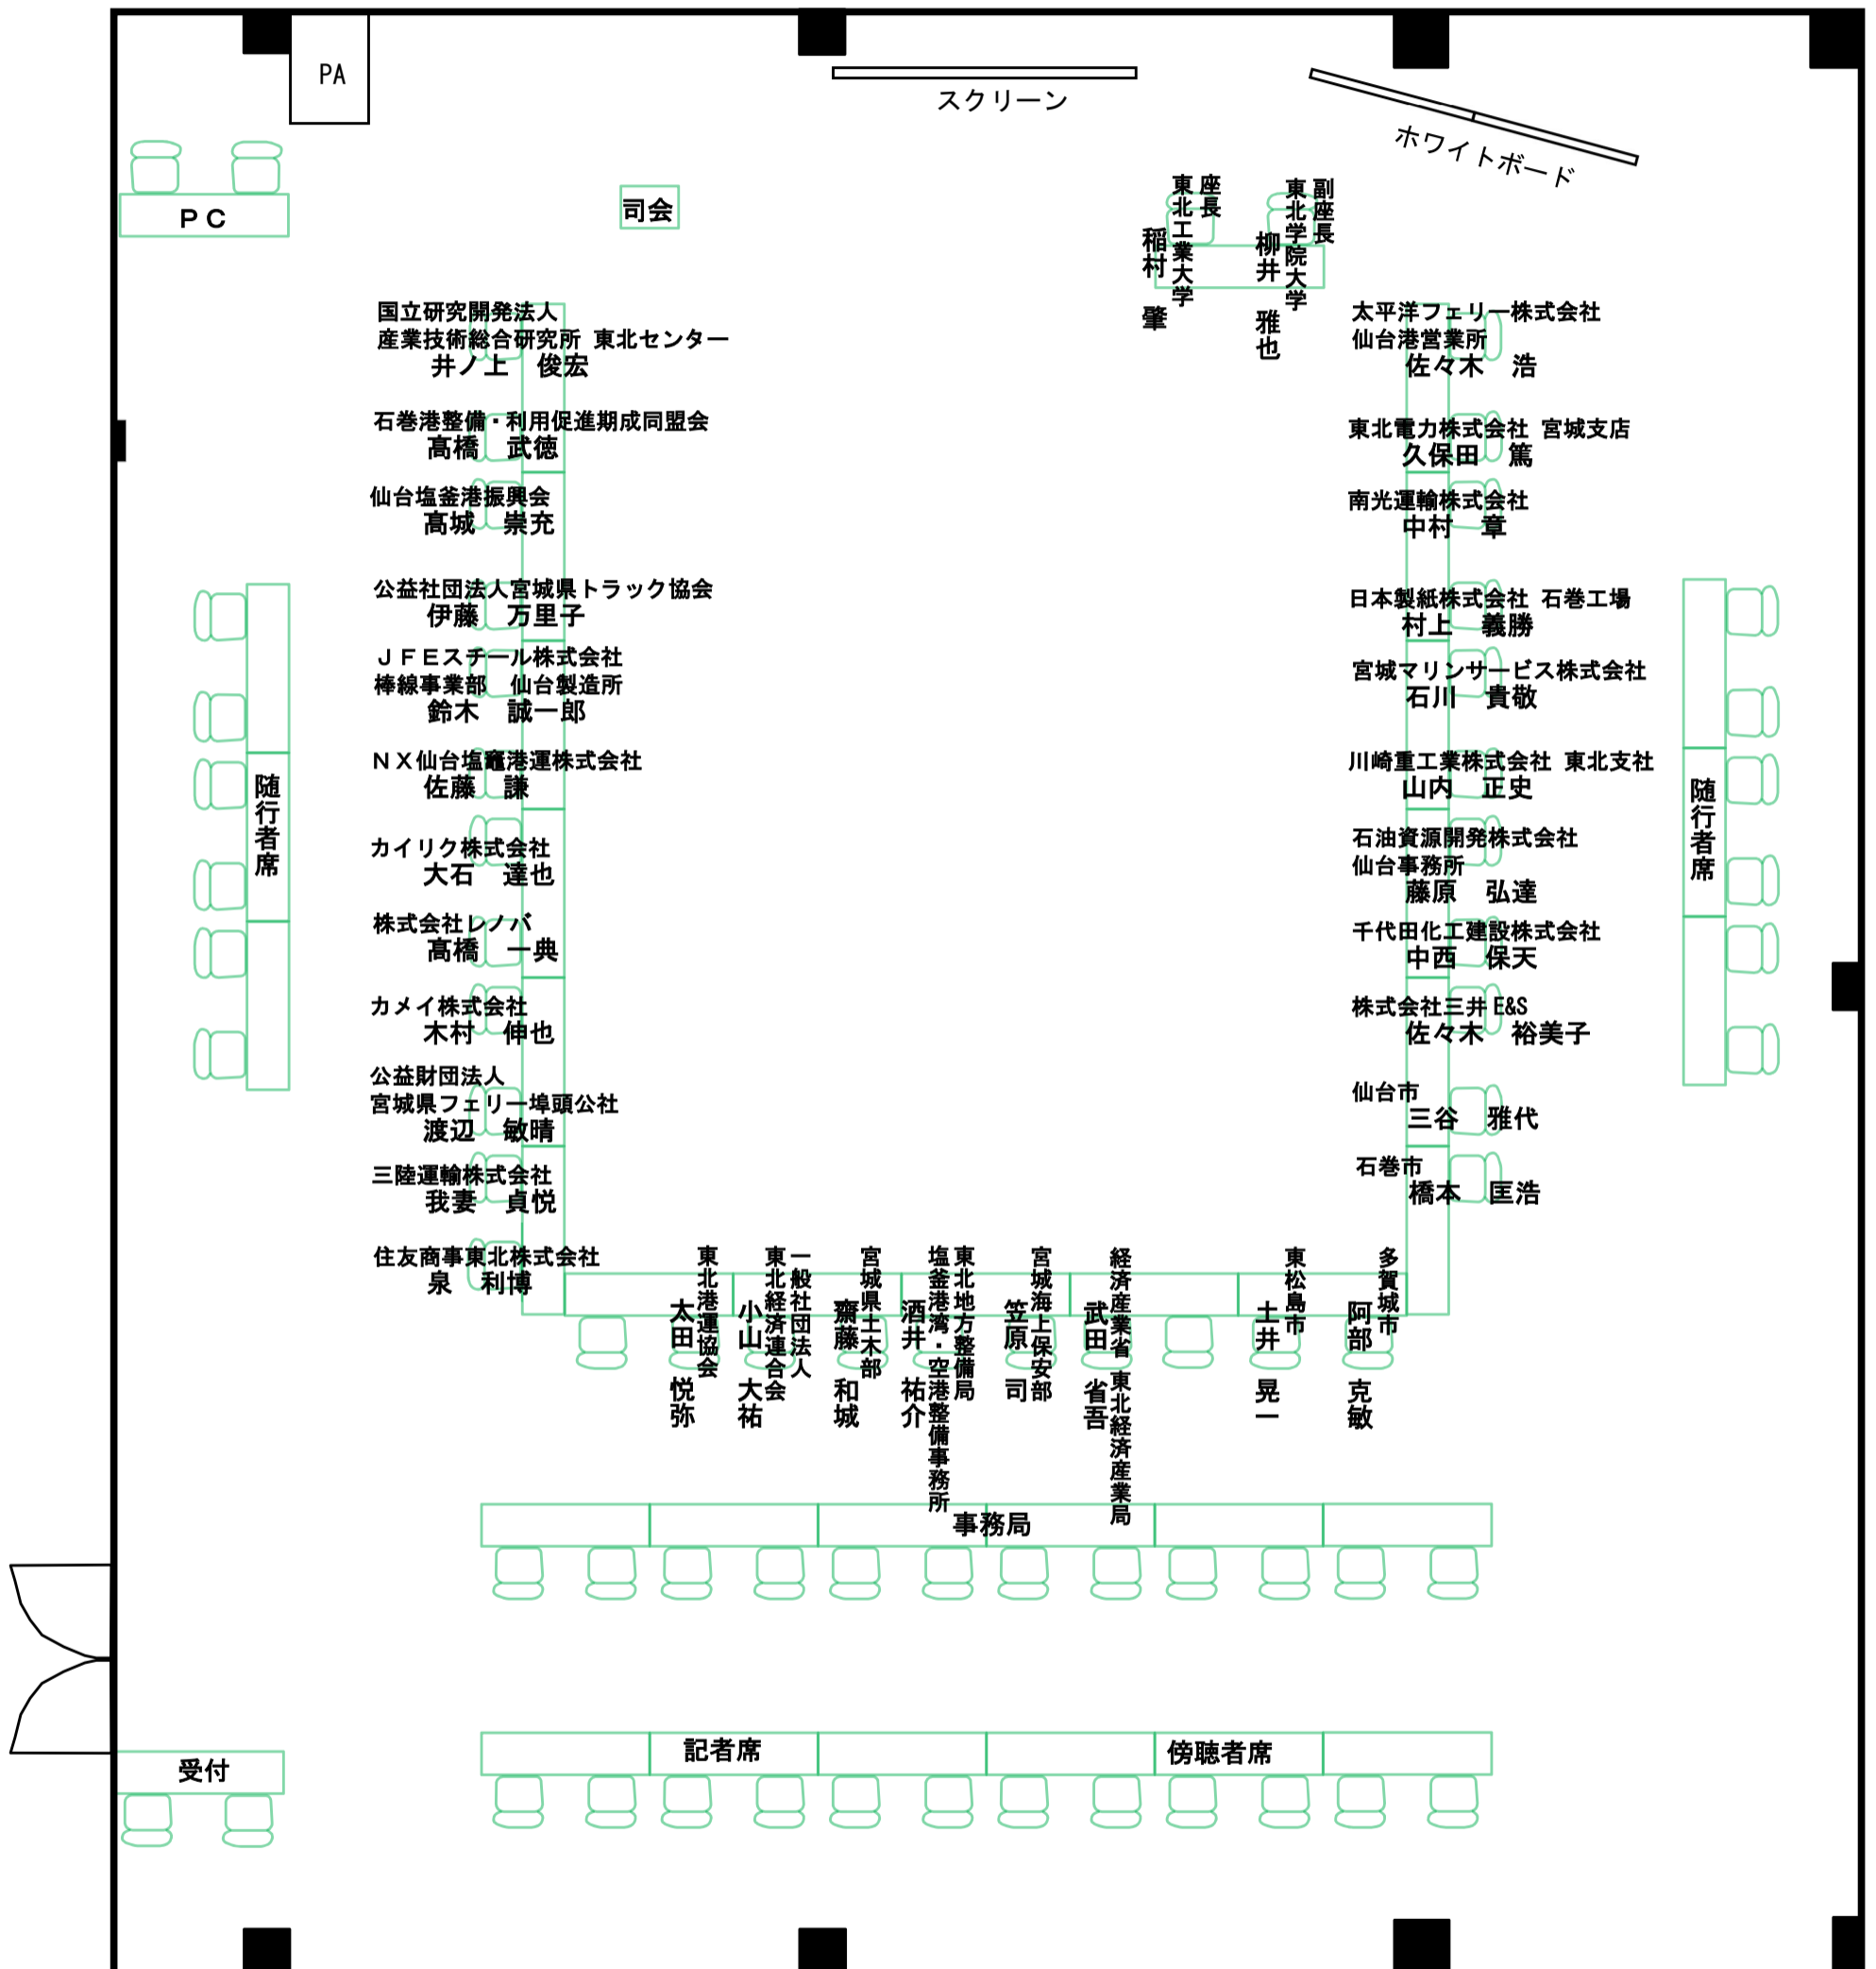 PA
スクリーン
ホワイトボード
ＰＣ
司会
座長
東北工業大学
稲村　肇
副座長
東北学院大学
柳井　雅也
国立研究開発法人
産業技術総合研究所 東北センター
井ノ上　俊宏
石巻港整備・利用促進期成同盟会
髙橋　武徳
仙台塩釜港振興会
髙城　崇充
公益社団法人宮城県トラック協会
伊藤　万里子
ＪＦＥスチール株式会社
棒線事業部　仙台製造所
鈴木　誠一郎
ＮＸ仙台塩竈港運株式会社
佐藤　謙
カイリク株式会社
大石　達也
株式会社レノバ
髙橋　一典
カメイ株式会社
木村　伸也
公益財団法人
宮城県フェリー埠頭公社
渡辺　敏晴
三陸運輸株式会社
我妻　貞悦
住友商事東北株式会社
泉　利博
太平洋フェリー株式会社
仙台港営業所
佐々木　浩
東北電力株式会社 宮城支店
久保田　篤
南光運輸株式会社
中村　章
日本製紙株式会社 石巻工場
村上　義勝
宮城マリンサービス株式会社
石川　貴敬
川崎重工業株式会社 東北支社
山内　正史
石油資源開発株式会社
仙台事務所
藤原　弘達
千代田化工建設株式会社
中西　保天
株式会社三井E&S
佐々木　裕美子
仙台市
三谷　雅代
石巻市
橋本　匡浩
東北港運協会
太田　悦弥
一般社団法人
東北経済連合会
小山　大祐
宮城県土木部
齋藤　和城
東北地方整備局
塩釜港湾・空港整備事務所
酒井　祐介
宮城海上保安部
笠原　司
経済産業省 東北経済産業局
武田　省吾
東松島市
土井　晃一
多賀城市
阿部　克敏
随行者席
随行者席
事務局
記者席
傍聴者席
受付